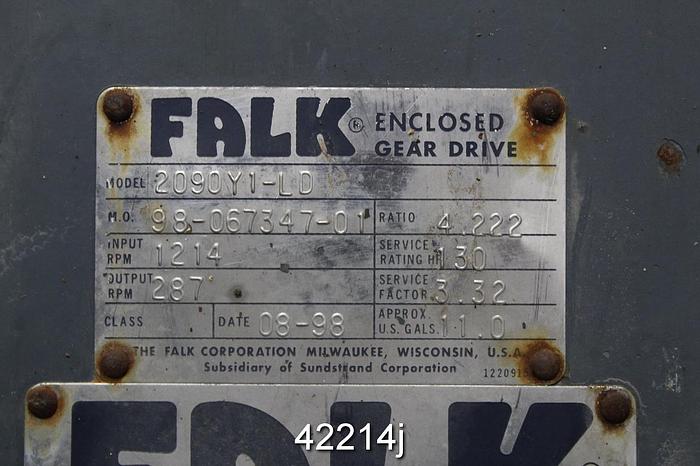 FALK® ENCLOSED
GEAR DRIVE
MODEL 2090Y1-LD
M.O. 98-067347-01 RATIO 4.222
INPUT RPM 1214 SERVICE RATING HP 130
OUTPUT RPM 287 SERVICE FACTOR 3.32
CLASS DATE 08-98 APPROX. U.S. GALS. 11.0
THE FALK CORPORATION MILWAUKEE, WISCONSIN, U.S.A.
Subsidiary of Sundstrand Corporation
FALK
42214j